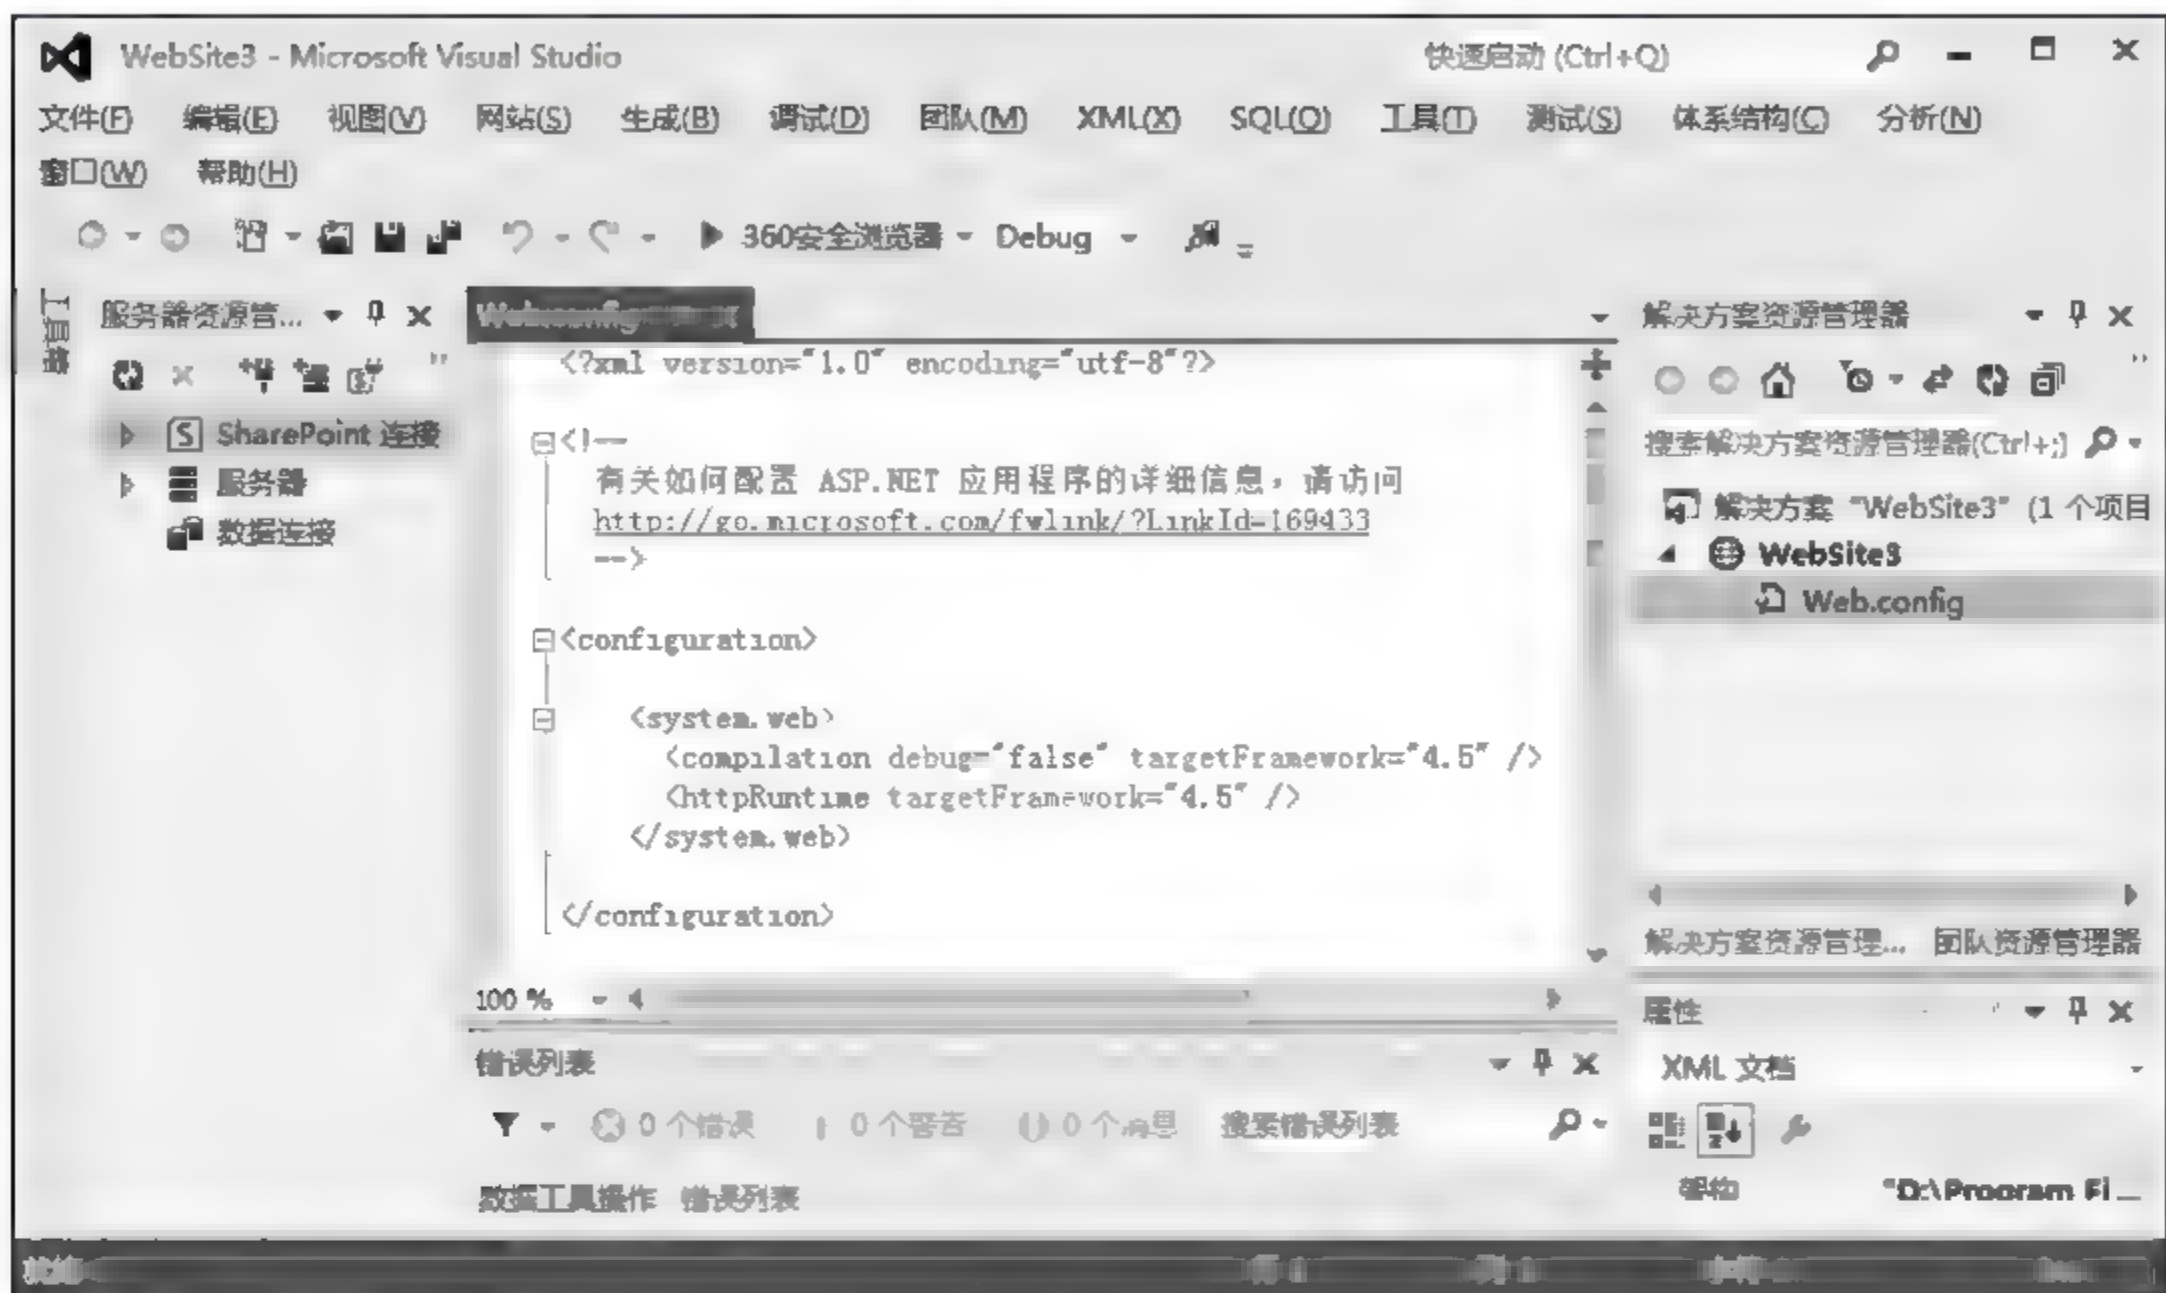 WebSite3 - Microsoft Visual Studio
快速启动 (Ctrl+Q)
文件(F) 编辑(E) 视图(V) 网站(S) 生成(B) 调试(D) 团队(M) XML(X) SQL(Q) 工具(T) 测试(S) 体系结构(C) 分析(N)
窗口(W) 帮助(H)
360安全浏览器 Debug
工具箱
服务器资源管...
SharePoint 连接
服务器
数据连接
Web.config
<?xml version="1.0" encoding="utf-8"?>
<!--
有关如何配置 ASP.NET 应用程序的详细信息，请访问
http://go.microsoft.com/fwlink/?LinkId=169433
-->
<configuration>
<system.web>
<compilation debug="false" targetFramework="4.5" />
<httpRuntime targetFramework="4.5" />
</system.web>
</configuration>
100 %
错误列表
0 个错误 0 个警告 0 个消息 搜索错误列表
数据工具操作 错误列表
解决方案资源管理器
搜索解决方案资源管理器(Ctrl+;)
解决方案 "WebSite3" (1 个项目
WebSite3
Web.config
解决方案资源管理... 团队资源管理器
属性
XML 文档
架构 "D:\Program Fi